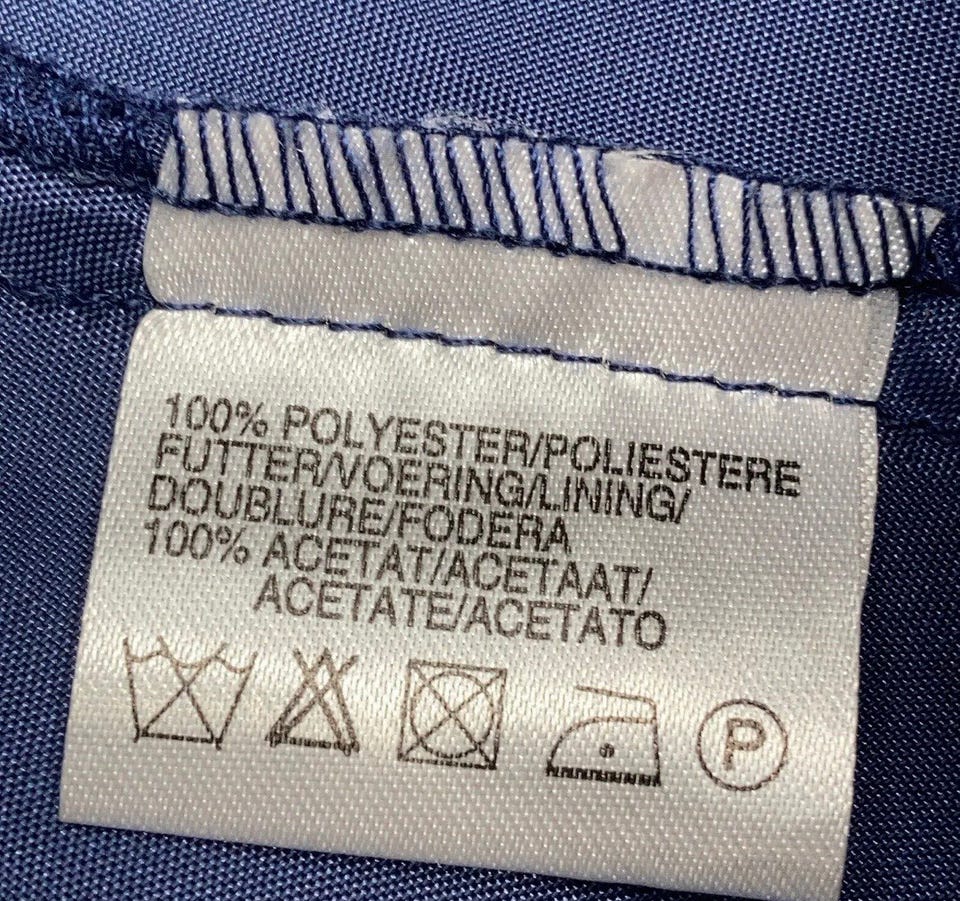 100% POLYESTER/POLIESTERE
FUTTER/VOERING/LINING/
DOUBLURE/FODERA
100% ACETAT/ACETAAT/
ACETATE/ACETATO
P